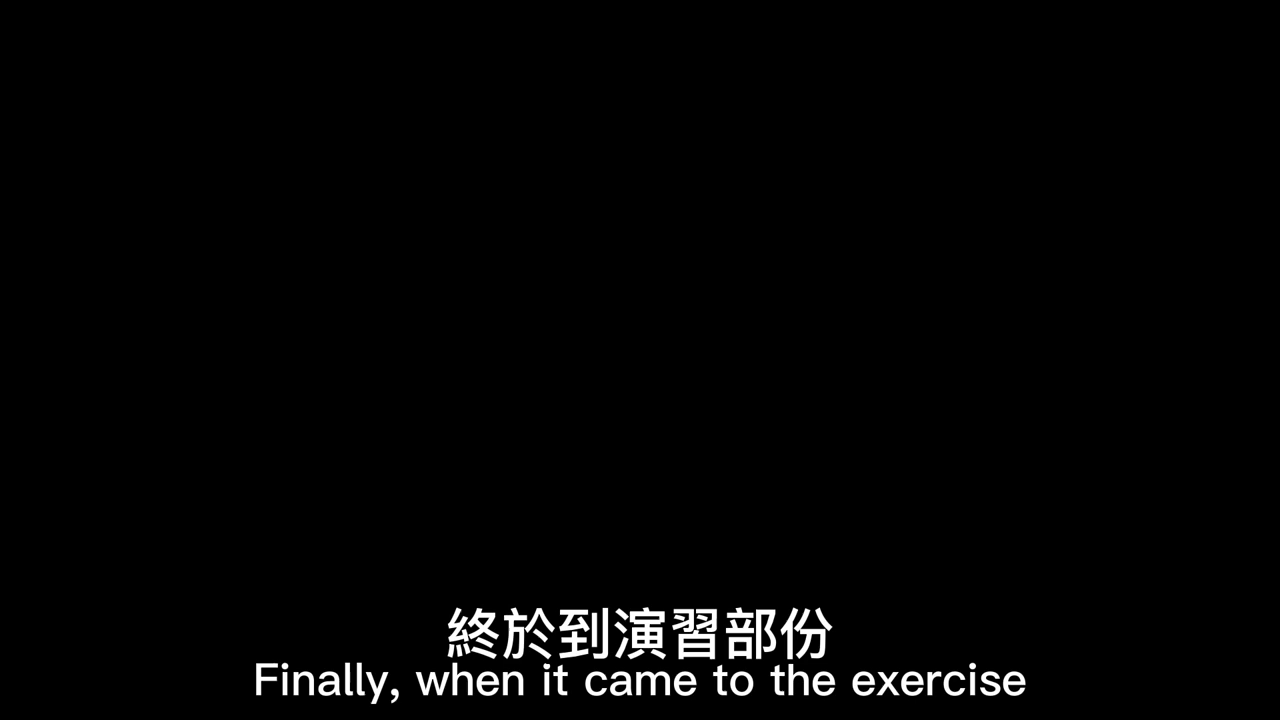 終於到演習部份
Finally, when it came to the exercise